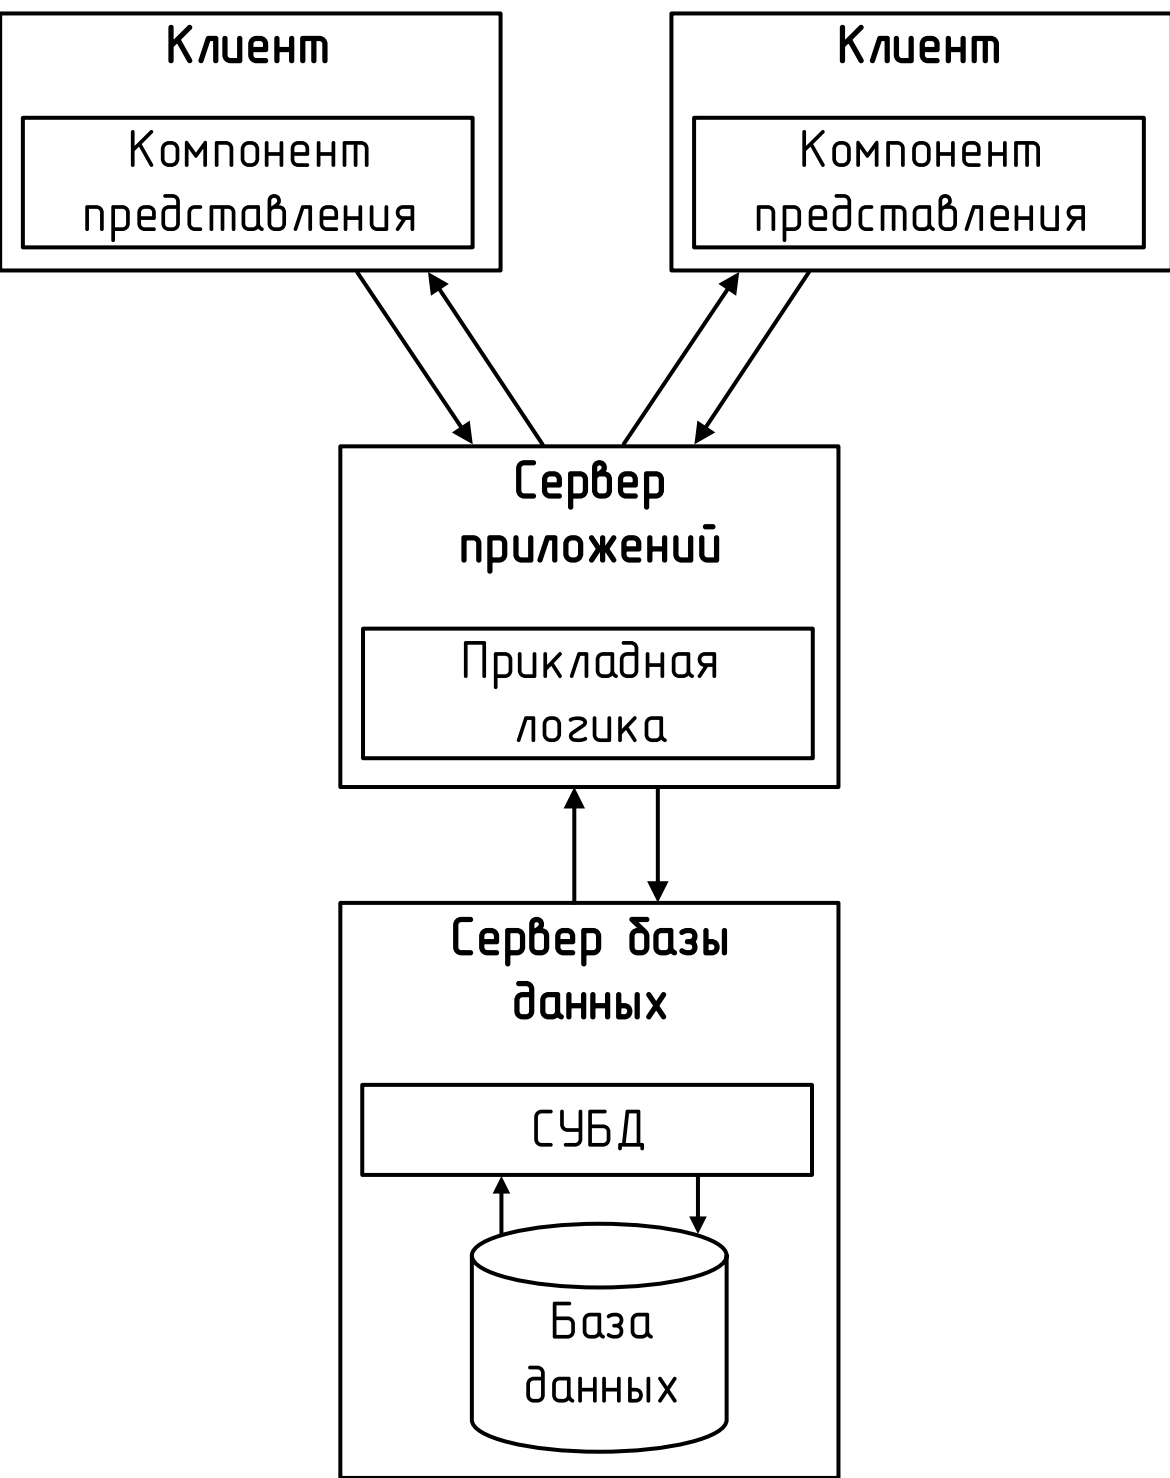 Клиент
Компонент
представления
Клиент
Компонент
представления
Сервер
приложений
Прикладная
логика
Сервер базы
данных
СУБД
База
данных